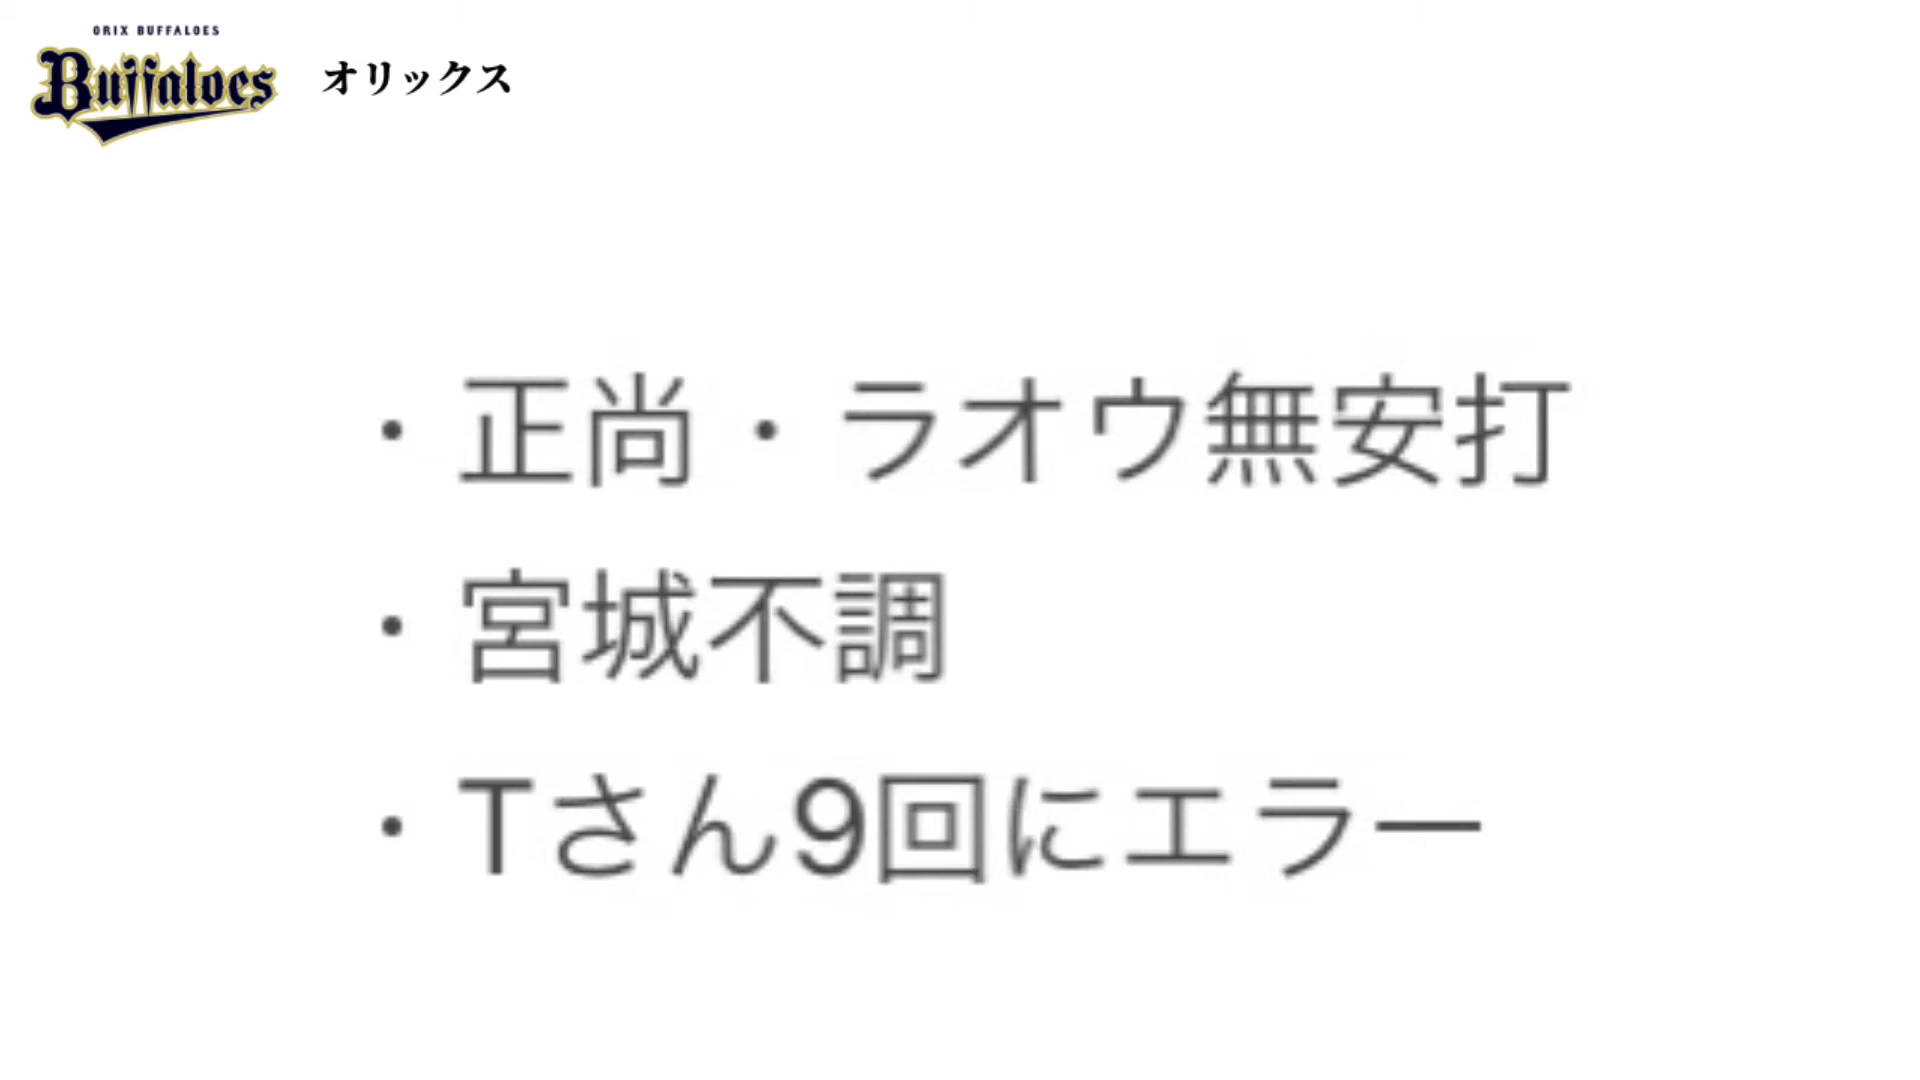 ORIX BUFFALOES
Buffaloes
オリックス
・正尚・ラオウ無安打
・宮城不調
・Tさん9回にエラー